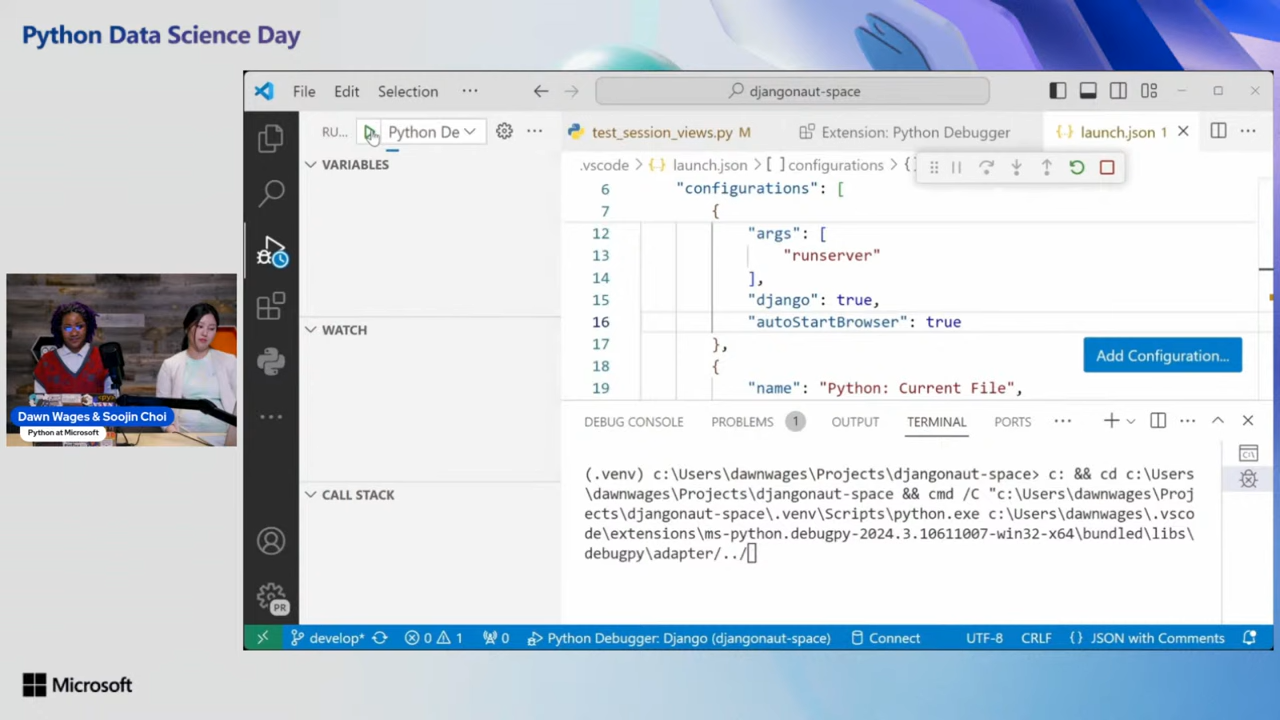 Python Data Science Day
File Edit Selection ··· djangonaut-space
RU... Python De ···
test_session_views.py M Extension: Python Debugger {} launch.json 1 ···
VARIABLES
.vscode > {} launch.json > [ ] configurations > {}
6 "configurations": [
7 {
12 "args": [
13 "runserver"
14 ],
15 "django": true,
16 "autoStartBrowser": true
17 },
18 {
19 "name": "Python: Current File",
Add Configuration...
WATCH
CALL STACK
DEBUG CONSOLE PROBLEMS 1 OUTPUT TERMINAL PORTS ··· ···
(.venv) c:\Users\dawnwages\Projects\djangonaut-space> c: && cd c:\Users
\dawnwages\Projects\djangonaut-space && cmd /C "c:\Users\dawnwages\Proj
ects\djangonaut-space\.venv\Scripts\python.exe c:\Users\dawnwages\.vsco
de\extensions\ms-python.debugpy-2024.3.10611007-win32-x64\bundled\libs\
debugpy\adapter/../
PR
develop* 0 1 0 Python Debugger: Django (djangonaut-space) Connect UTF-8 CRLF {} JSON with Comments
Dawn Wages & Soojin Choi
Python at Microsoft
Microsoft